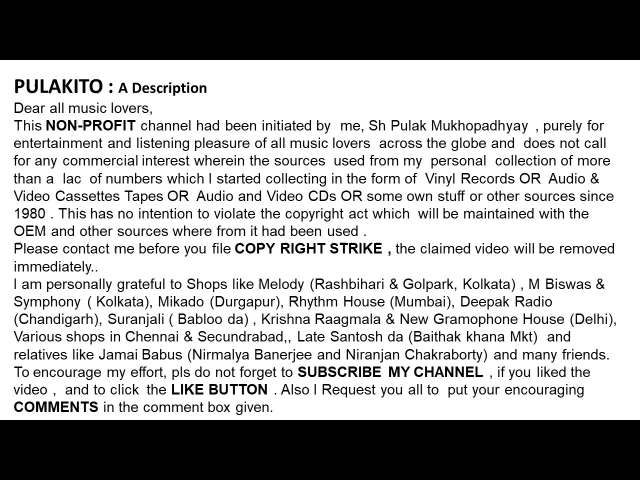 PULAKITO : A Description
Dear all music lovers,
This NON-PROFIT channel had been initiated by me, Sh Pulak Mukhopadhyay , purely for
entertainment and listening pleasure of all music lovers across the globe and does not call
for any commercial interest wherein the sources used from my personal collection of more
than a lac of numbers which I started collecting in the form of Vinyl Records OR Audio &
Video Cassettes Tapes OR Audio and Video CDs OR some own stuff or other sources since
1980 . This has no intention to violate the copyright act which will be maintained with the
OEM and other sources where from it had been used .
Please contact me before you file COPY RIGHT STRIKE , the claimed video will be removed
immediately..
I am personally grateful to Shops like Melody (Rashbihari & Golpark, Kolkata) , M Biswas &
Symphony ( Kolkata), Mikado (Durgapur), Rhythm House (Mumbai), Deepak Radio
(Chandigarh), Suranjali ( Babloo da) , Krishna Raagmala & New Gramophone House (Delhi),
Various shops in Chennai & Secundrabad,, Late Santosh da (Baithak khana Mkt) and
relatives like Jamai Babus (Nirmalya Banerjee and Niranjan Chakraborty) and many friends.
To encourage my effort, pls do not forget to SUBSCRIBE MY CHANNEL , if you liked the
video , and to click the LIKE BUTTON . Also I Request you all to put your encouraging
COMMENTS in the comment box given.